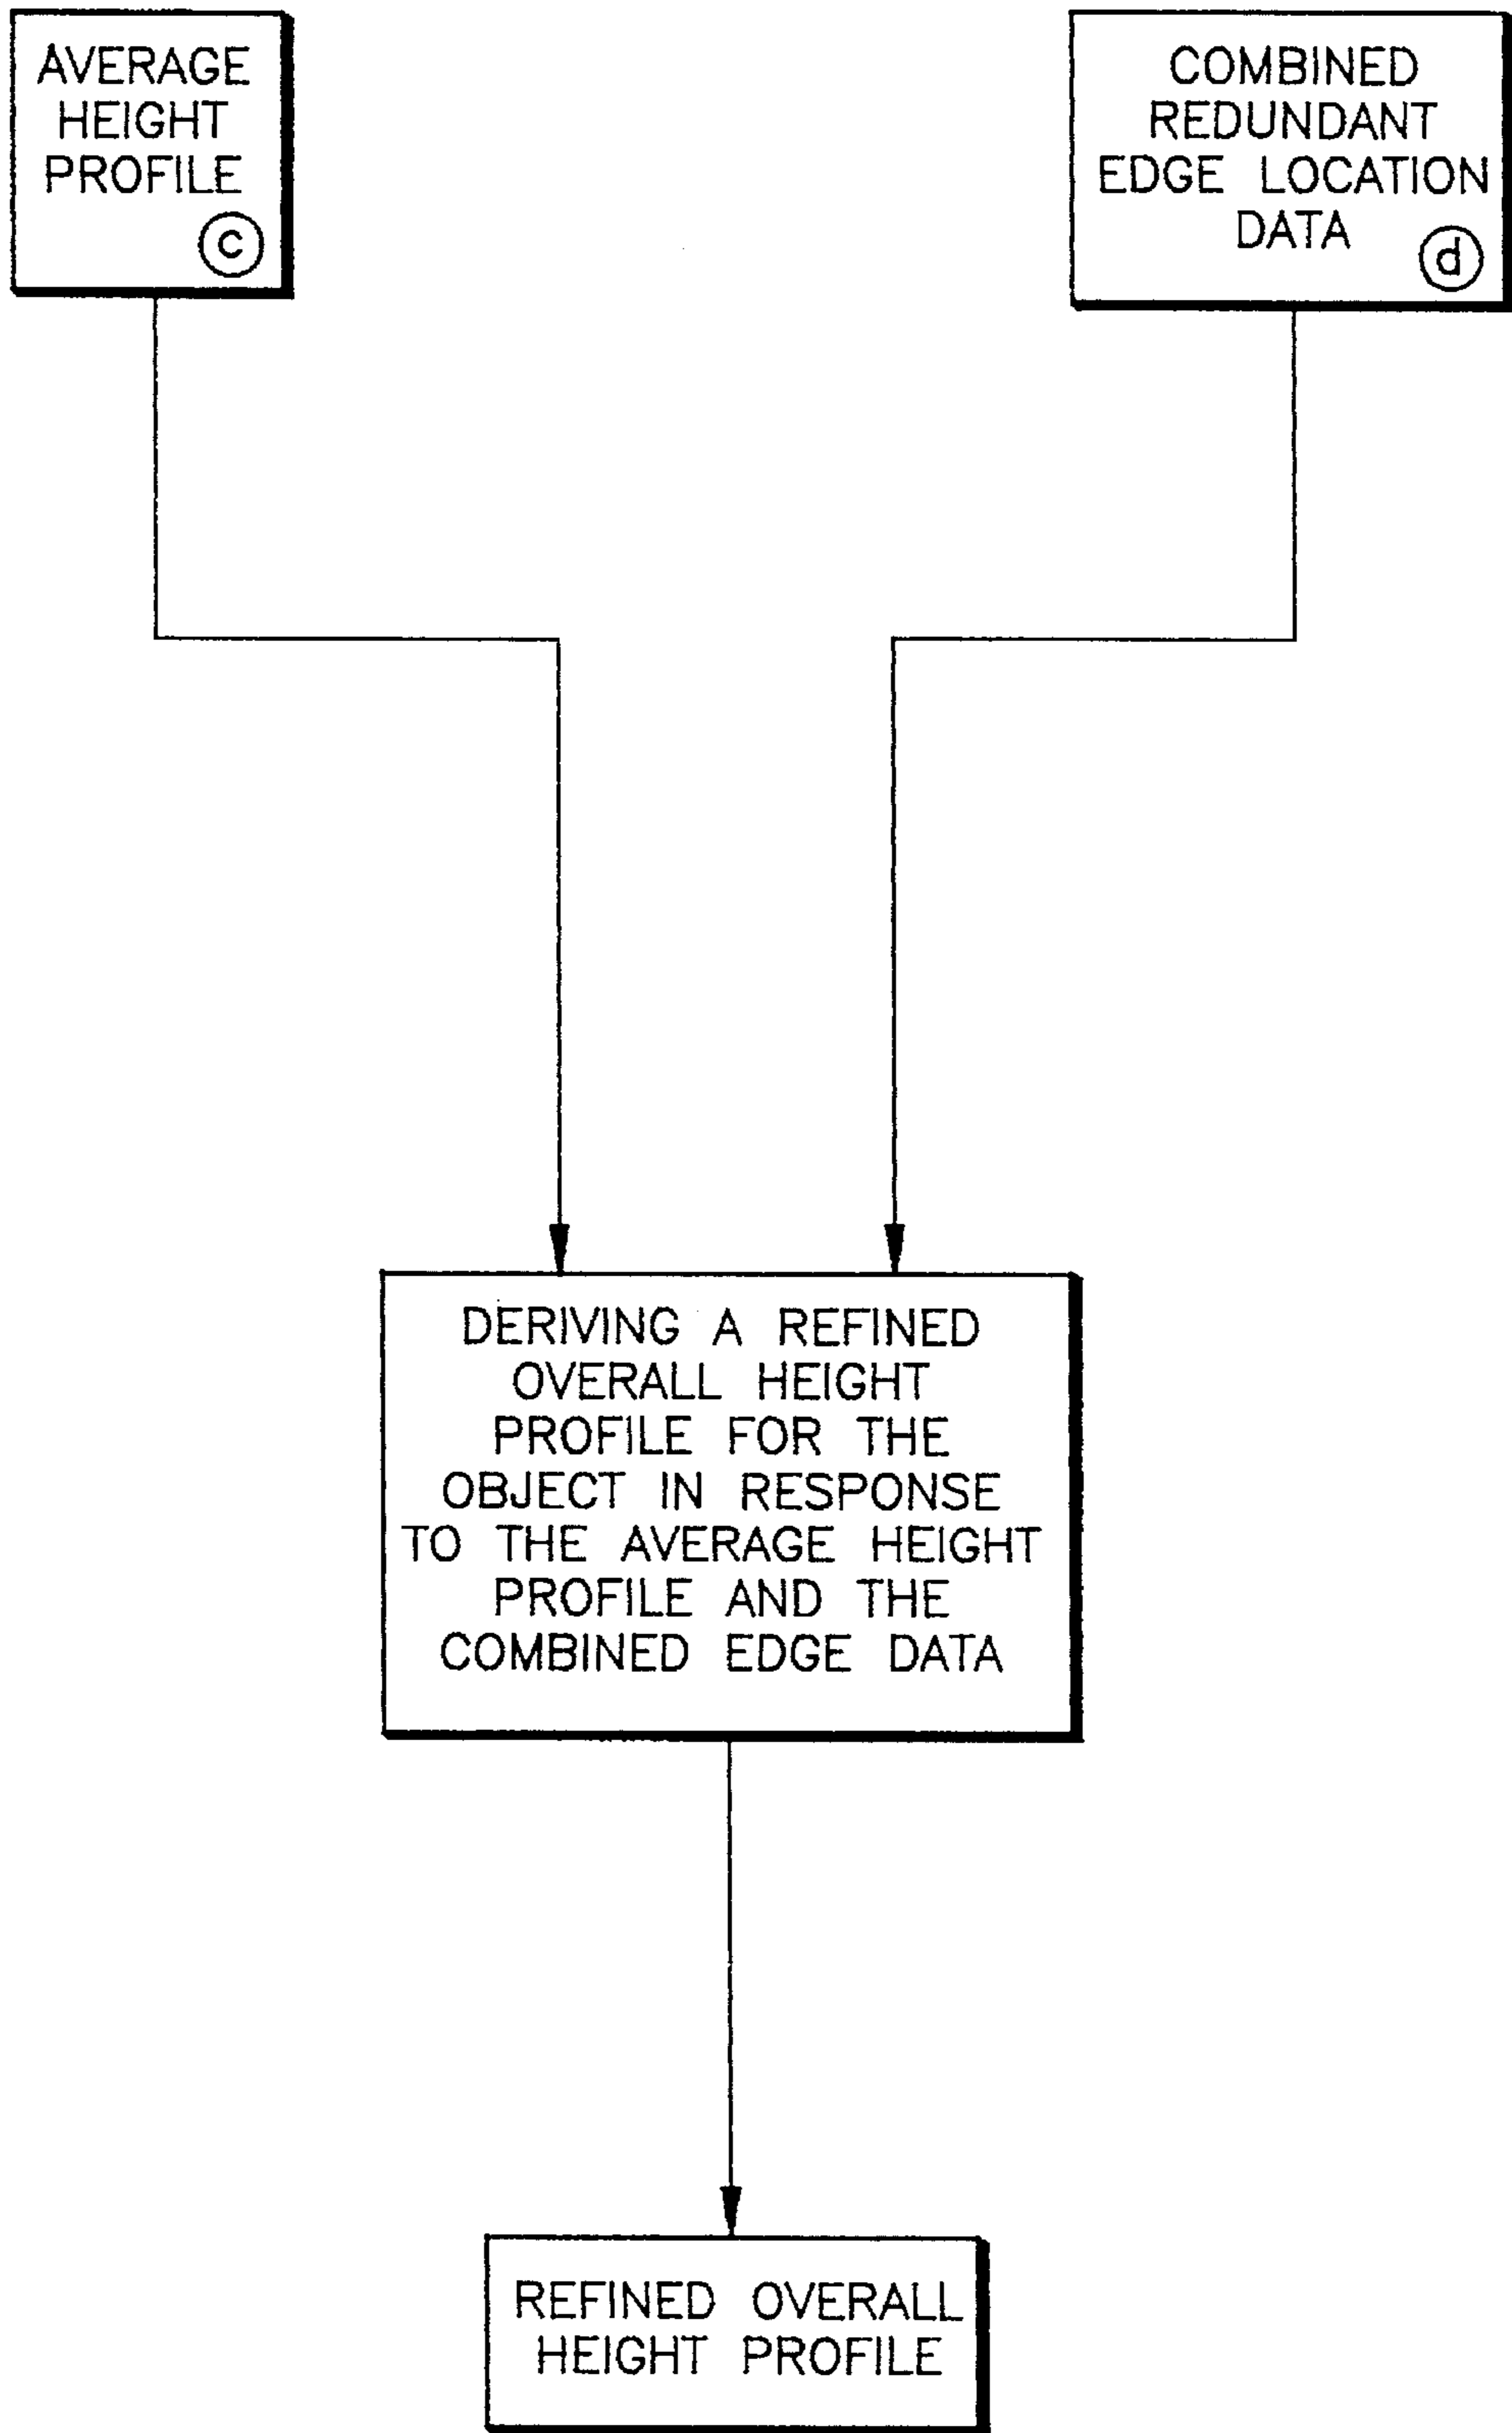 AVERAGE
HEIGHT
PROFILE
c
COMBINED
REDUNDANT
EDGE LOCATION
DATA
d
DERIVING A REFINED
OVERALL HEIGHT
PROFILE FOR THE
OBJECT IN RESPONSE
TO THE AVERAGE HEIGHT
PROFILE AND THE
COMBINED EDGE DATA
REFINED OVERALL
HEIGHT PROFILE